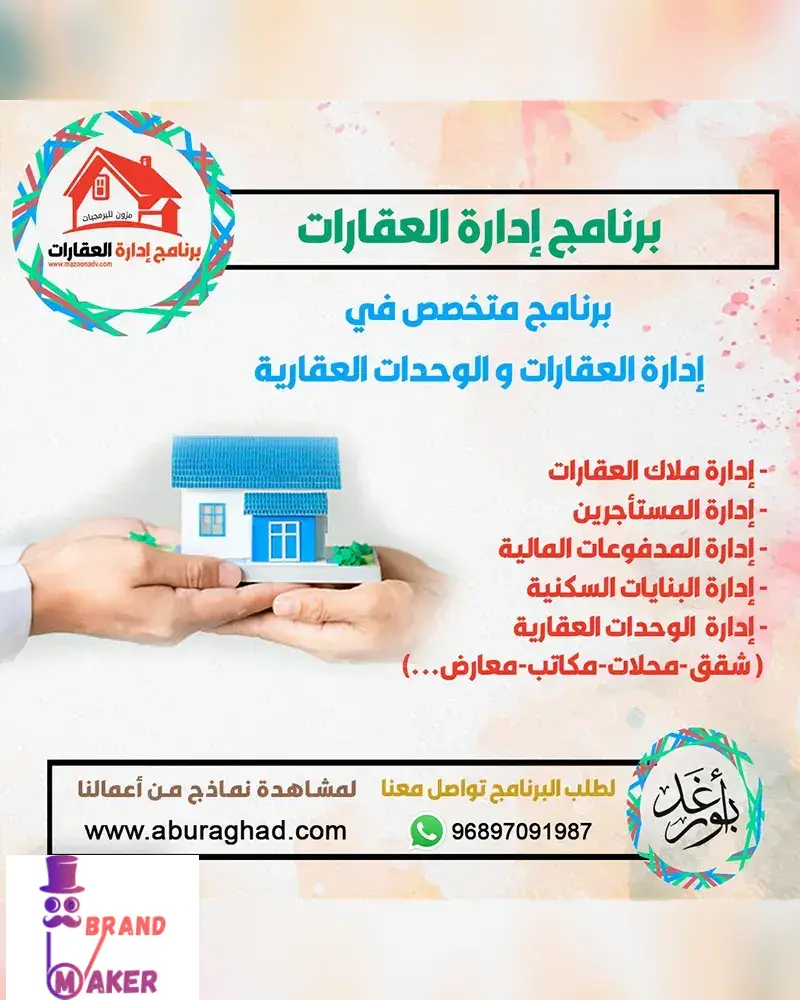 مزون للبرمجيات
برنامج إدارة العقارات
www.mazoonadv.com
برنامج إدارة العقارات
برنامج متخصص في
إدارة العقارات و الوحدات العقارية
- إدارة ملاك العقارات
- إدارة المستأجرين
- إدارة المدفوعات المالية
- إدارة البنايات السكنية
- إدارة الوحدات العقارية
( شقق-محلات-مكاتب-معارض...)
لطلب البرنامج تواصل معنا
96897091987
لمشاهدة نماذج من أعمالنا
www.aburaghad.com
أبو رغد
BRAND
MAKER